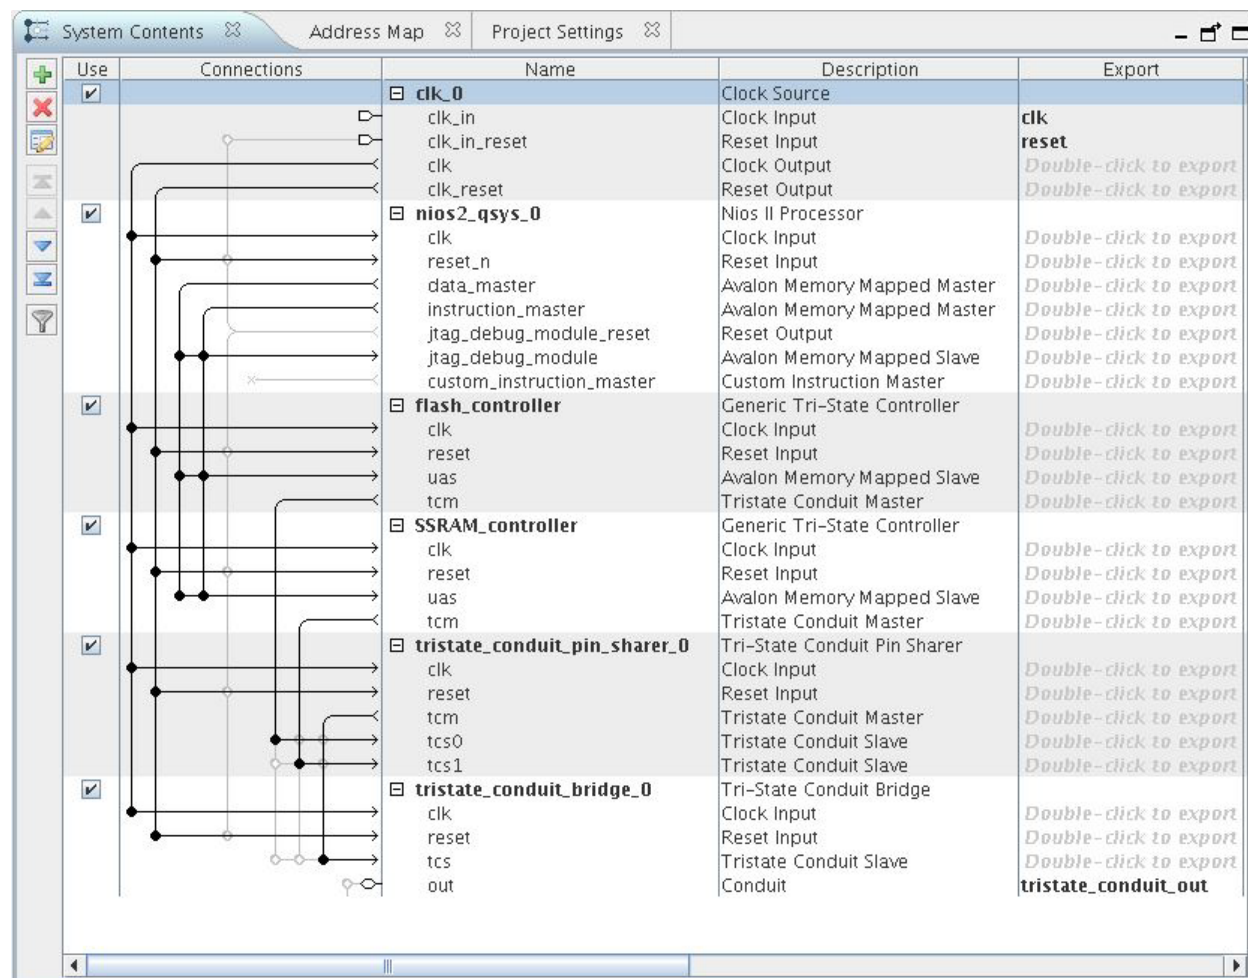 System Contents Address Map Project Settings
Use Connections Name Description Export
clk_0 Clock Source
clk_in Clock Input clk
clk_in_reset Reset Input reset
clk Clock Output Double-click to export
clk_reset Reset Output Double-click to export
nios2_qsys_0 Nios II Processor
clk Clock Input Double-click to export
reset_n Reset Input Double-click to export
data_master Avalon Memory Mapped Master Double-click to export
instruction_master Avalon Memory Mapped Master Double-click to export
jtag_debug_module_reset Reset Output Double-click to export
jtag_debug_module Avalon Memory Mapped Slave Double-click to export
custom_instruction_master Custom Instruction Master Double-click to export
flash_controller Generic Tri-State Controller
clk Clock Input Double-click to export
reset Reset Input Double-click to export
uas Avalon Memory Mapped Slave Double-click to export
tcm Tristate Conduit Master Double-click to export
SSRAM_controller Generic Tri-State Controller
clk Clock Input Double-click to export
reset Reset Input Double-click to export
uas Avalon Memory Mapped Slave Double-click to export
tcm Tristate Conduit Master Double-click to export
tristate_conduit_pin_sharer_0 Tri-State Conduit Pin Sharer
clk Clock Input Double-click to export
reset Reset Input Double-click to export
tcm Tristate Conduit Master Double-click to export
tcs0 Tristate Conduit Slave Double-click to export
tcs1 Tristate Conduit Slave Double-click to export
tristate_conduit_bridge_0 Tri-State Conduit Bridge
clk Clock Input Double-click to export
reset Reset Input Double-click to export
tcs Tristate Conduit Slave Double-click to export
out Conduit tristate_conduit_out